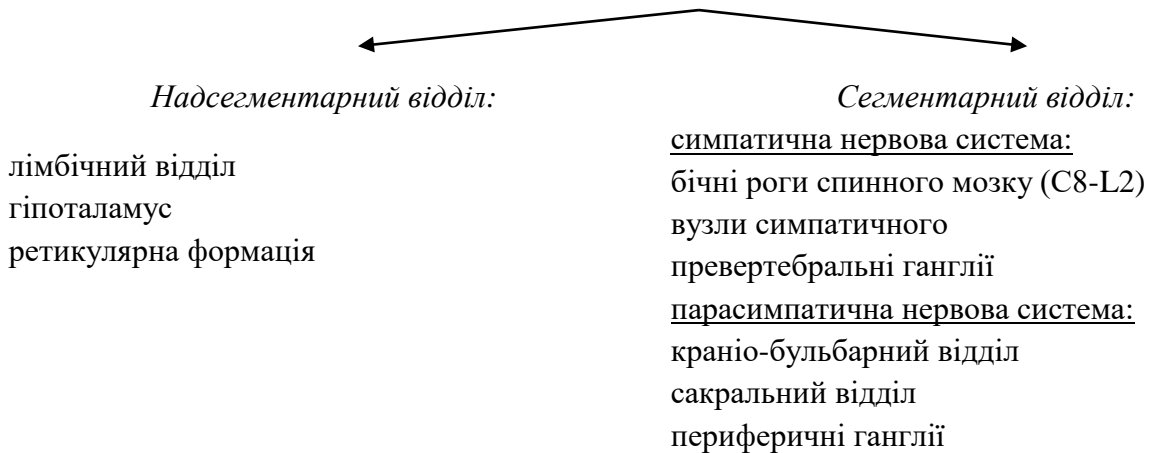 Надсегментарний відділ:
лімбічний відділ
гіпоталамус
ретикулярна формація
Сегментарний відділ:
симпатична нервова система:
бічні роги спинного мозку (С8-L2)
вузли симпатичного
превертебральні ганглії
парасимпатична нервова система:
краніо-бульбарний відділ
сакральний відділ
периферичні ганглії